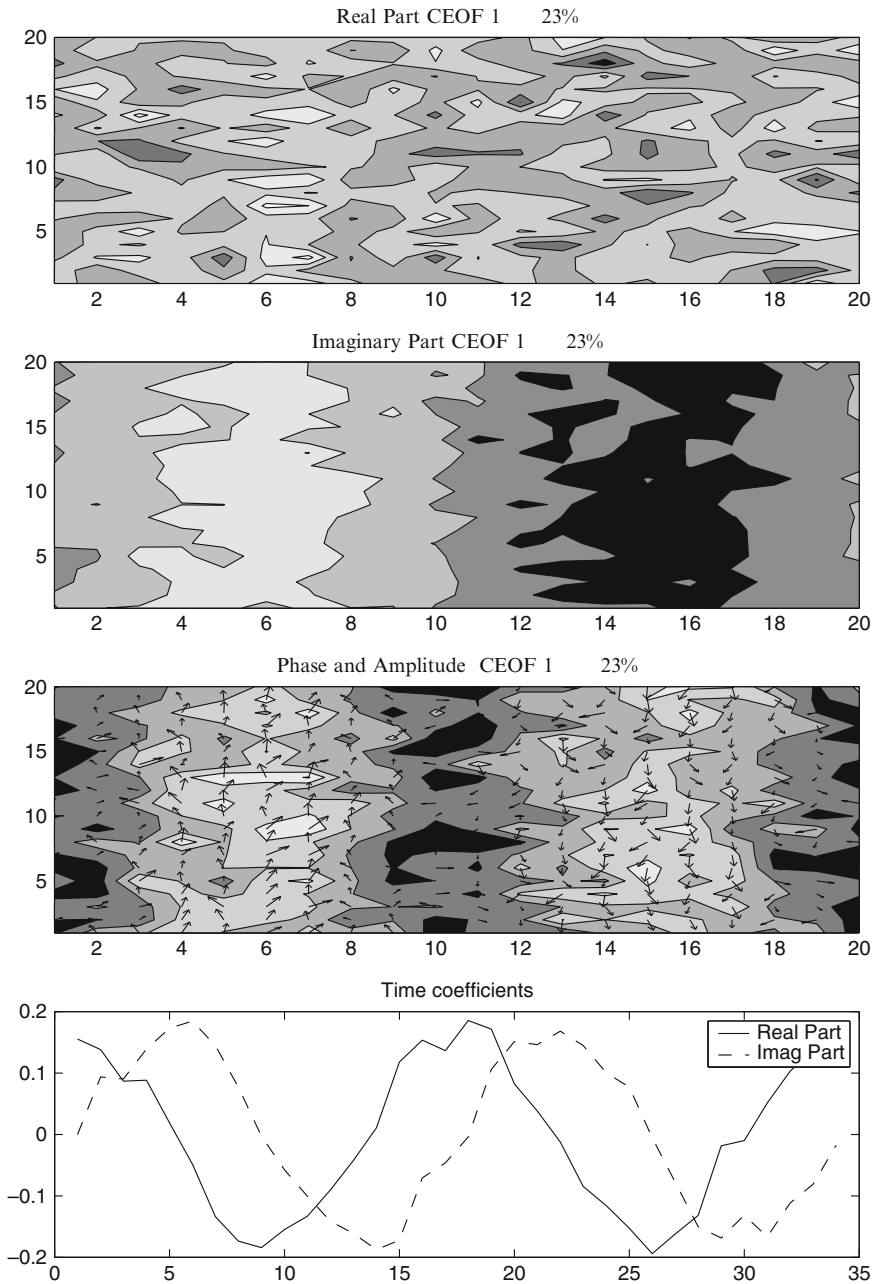 Real Part CEOF 1 23%
20
15
10
5
2 4 6 8 10 12 14 16 18 20
Imaginary Part CEOF 1 23%
20
15
10
5
2 4 6 8 10 12 14 16 18 20
Phase and Amplitude CEOF 1 23%
20
15
10
5
2 4 6 8 10 12 14 16 18 20
Time coefficients
0.2
Real Part
Imag Part
0.1
0
−0.1
−0.2
0 5 10 15 20 25 30 35